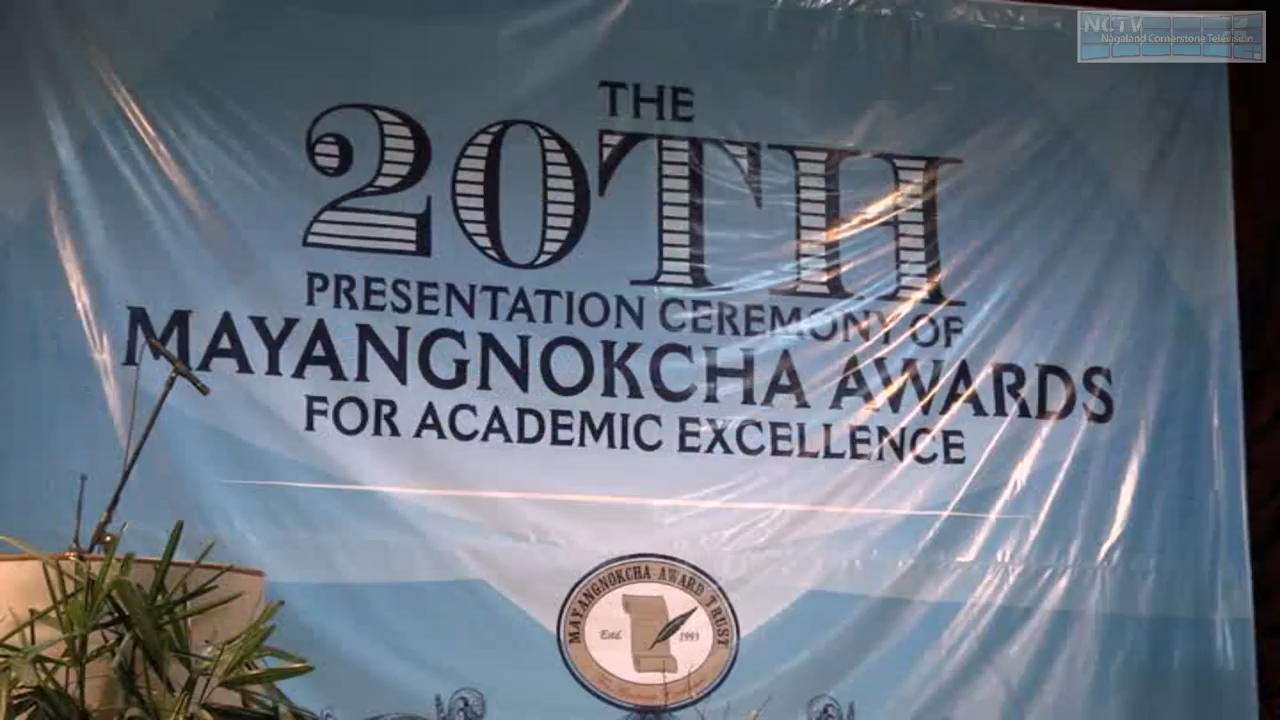 NCTV
Nagaland Cornerstone Television
THE
20TH
PRESENTATION CEREMONY OF
MAYANGNOKCHA AWARDS
FOR ACADEMIC EXCELLENCE
MAYANGNOKCHA AWARD TRUST
Estd. 1993